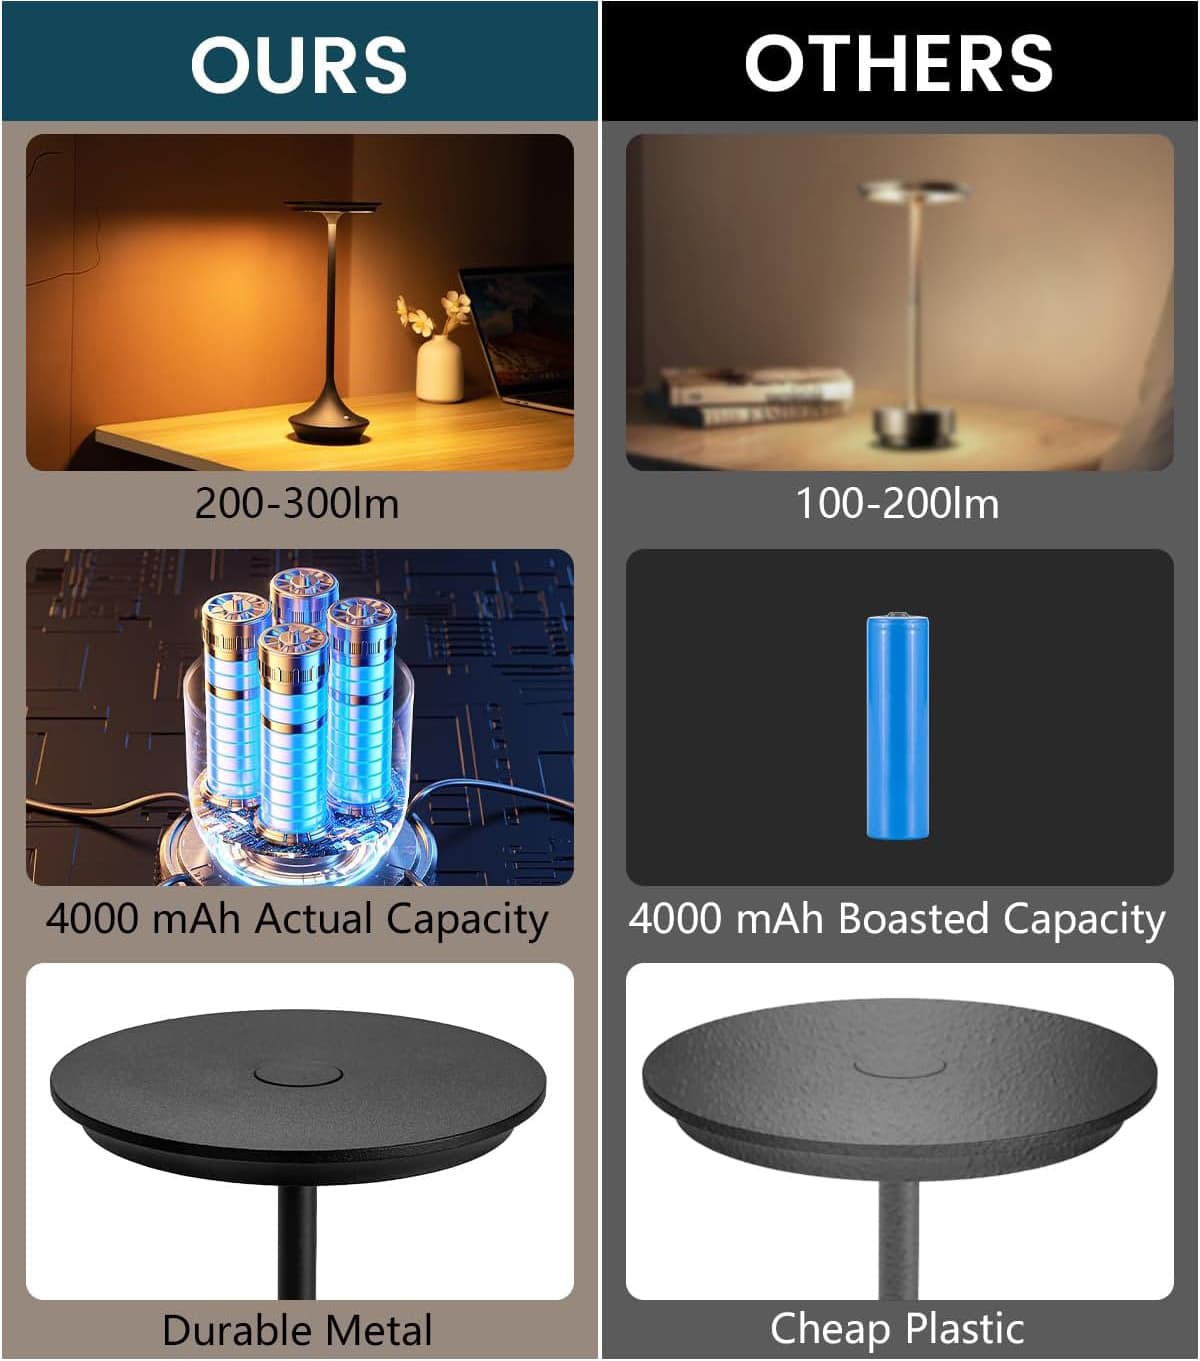 OURS
OTHERS
200-300lm
100-200lm
4000 mAh Actual Capacity
4000 mAh Boasted Capacity
Durable Metal
Cheap Plastic